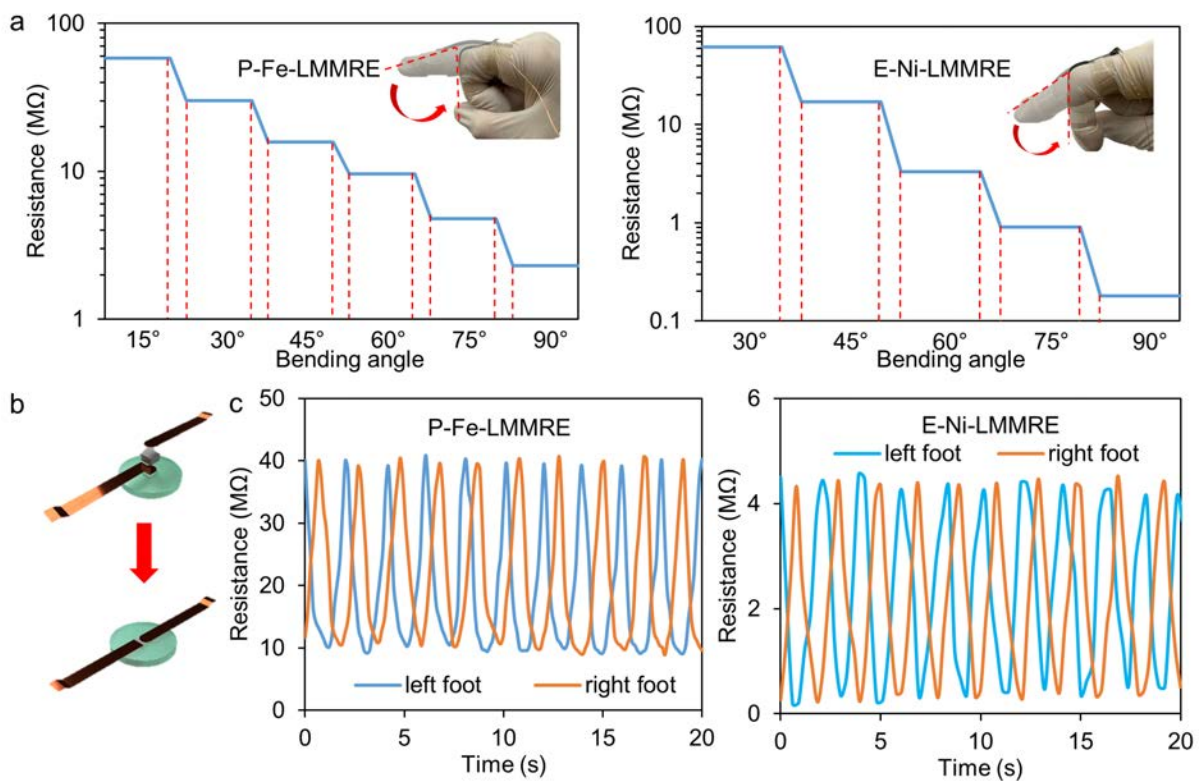 a
100
10
1
Resistance (MΩ)
P-Fe-LMMRE
15° 30° 45° 60° 75° 90°
Bending angle
100
10
1
0.1
Resistance (MΩ)
E-Ni-LMMRE
30° 45° 60° 75° 90°
Bending angle
b
c
50
40
30
20
10
0
Resistance (MΩ)
P-Fe-LMMRE
left foot right foot
0 5 10 15 20
Time (s)
6
4
2
0
Resistance (MΩ)
E-Ni-LMMRE
left foot right foot
0 5 10 15 20
Time (s)